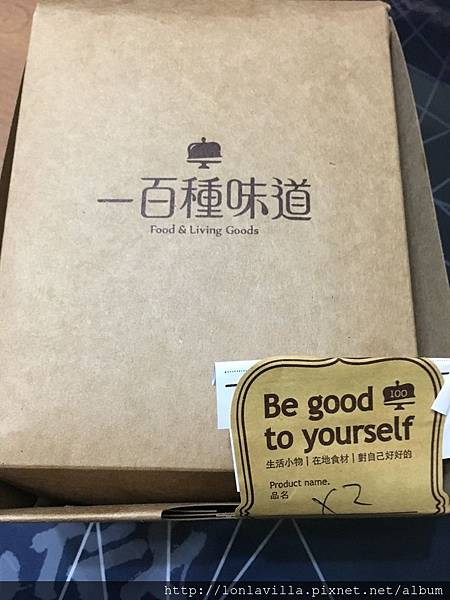 一百種味道
Food & Living Goods
Be good
100
to yourself
生活小物 | 在地食材 | 對自己好好的
Product name.
品名
x2
http://lonlavilla.pixnet.net/album